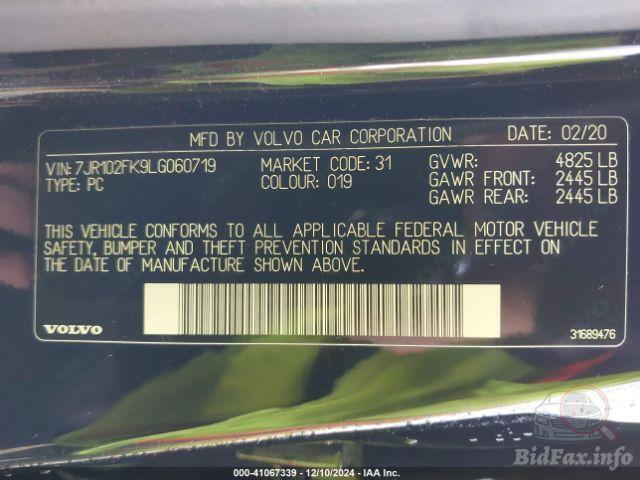 MFD BY VOLVO CAR CORPORATION DATE: 02/20
VIN: 7JR102FK9LG060719 MARKET CODE: 31 GVWR: 4825 LB
TYPE: PC COLOUR: 019 GAWR FRONT: 2445 LB
GAWR REAR: 2445 LB
THIS VEHICLE CONFORMS TO ALL APPLICABLE FEDERAL MOTOR VEHICLE
SAFETY, BUMPER AND THEFT PREVENTION STANDARDS IN EFFECT ON
THE DATE OF MANUFACTURE SHOWN ABOVE.
VOLVO 31689476
BidFax.info
000-41067339 - 12/10/2024 - IAA Inc.